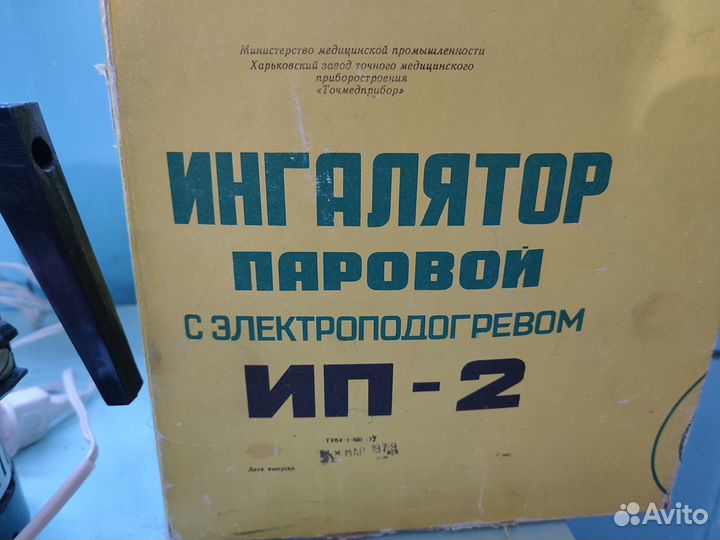 Министерство медицинской промышленности
Харьковский завод точного медицинского
приборостроения
«Точмедприбор»
ИНГАЛЯТОР
ПАРОВОЙ
С ЭЛЕКТРОПОДОГРЕВОМ
ИП-2
МАР 1979
Дата выпуска
Avito